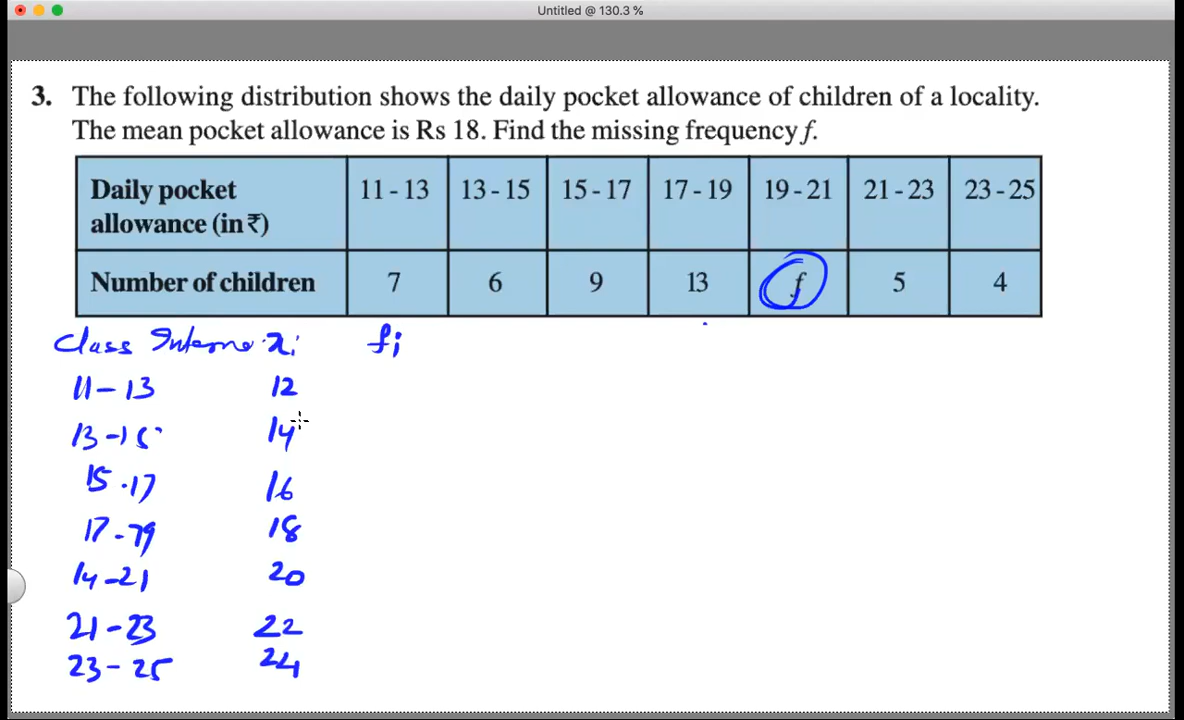 Untitled @ 130.3 %
3. The following distribution shows the daily pocket allowance of children of a locality.
The mean pocket allowance is Rs 18. Find the missing frequency f.
Daily pocket allowance (in ₹) 11 - 13 13 - 15 15 - 17 17 - 19 19 - 21 21 - 23 23 - 25
Number of children 7 6 9 13 f 5 4
Class xi fi
11 - 13 12
13 - 15 14
15 - 17 16
17 - 19 18
14 - 21 20
21 - 23 22
23 - 25 24